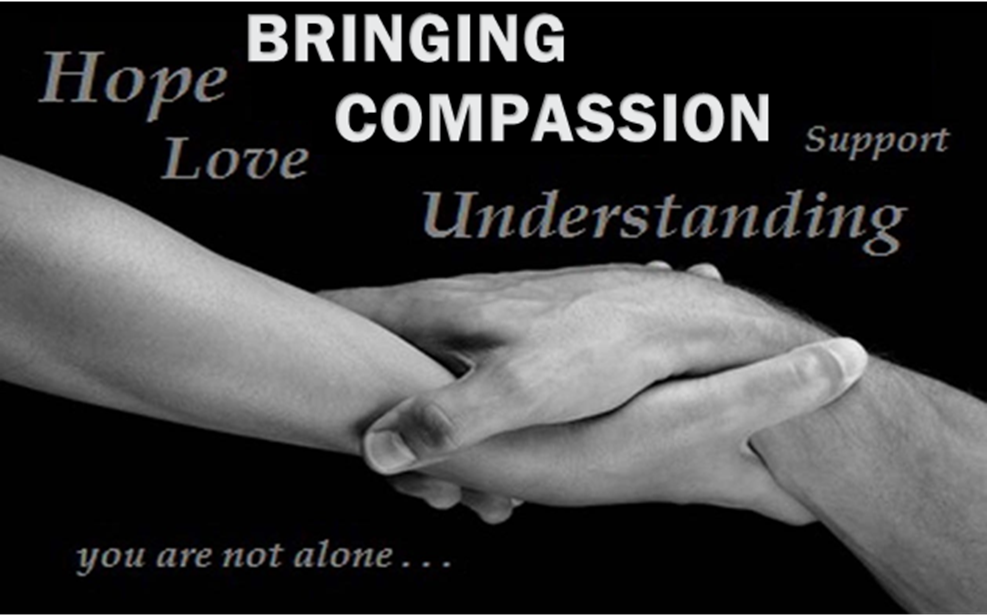 BRINGING
Hope
COMPASSION
Support
Love
Understanding
you are not alone . . .